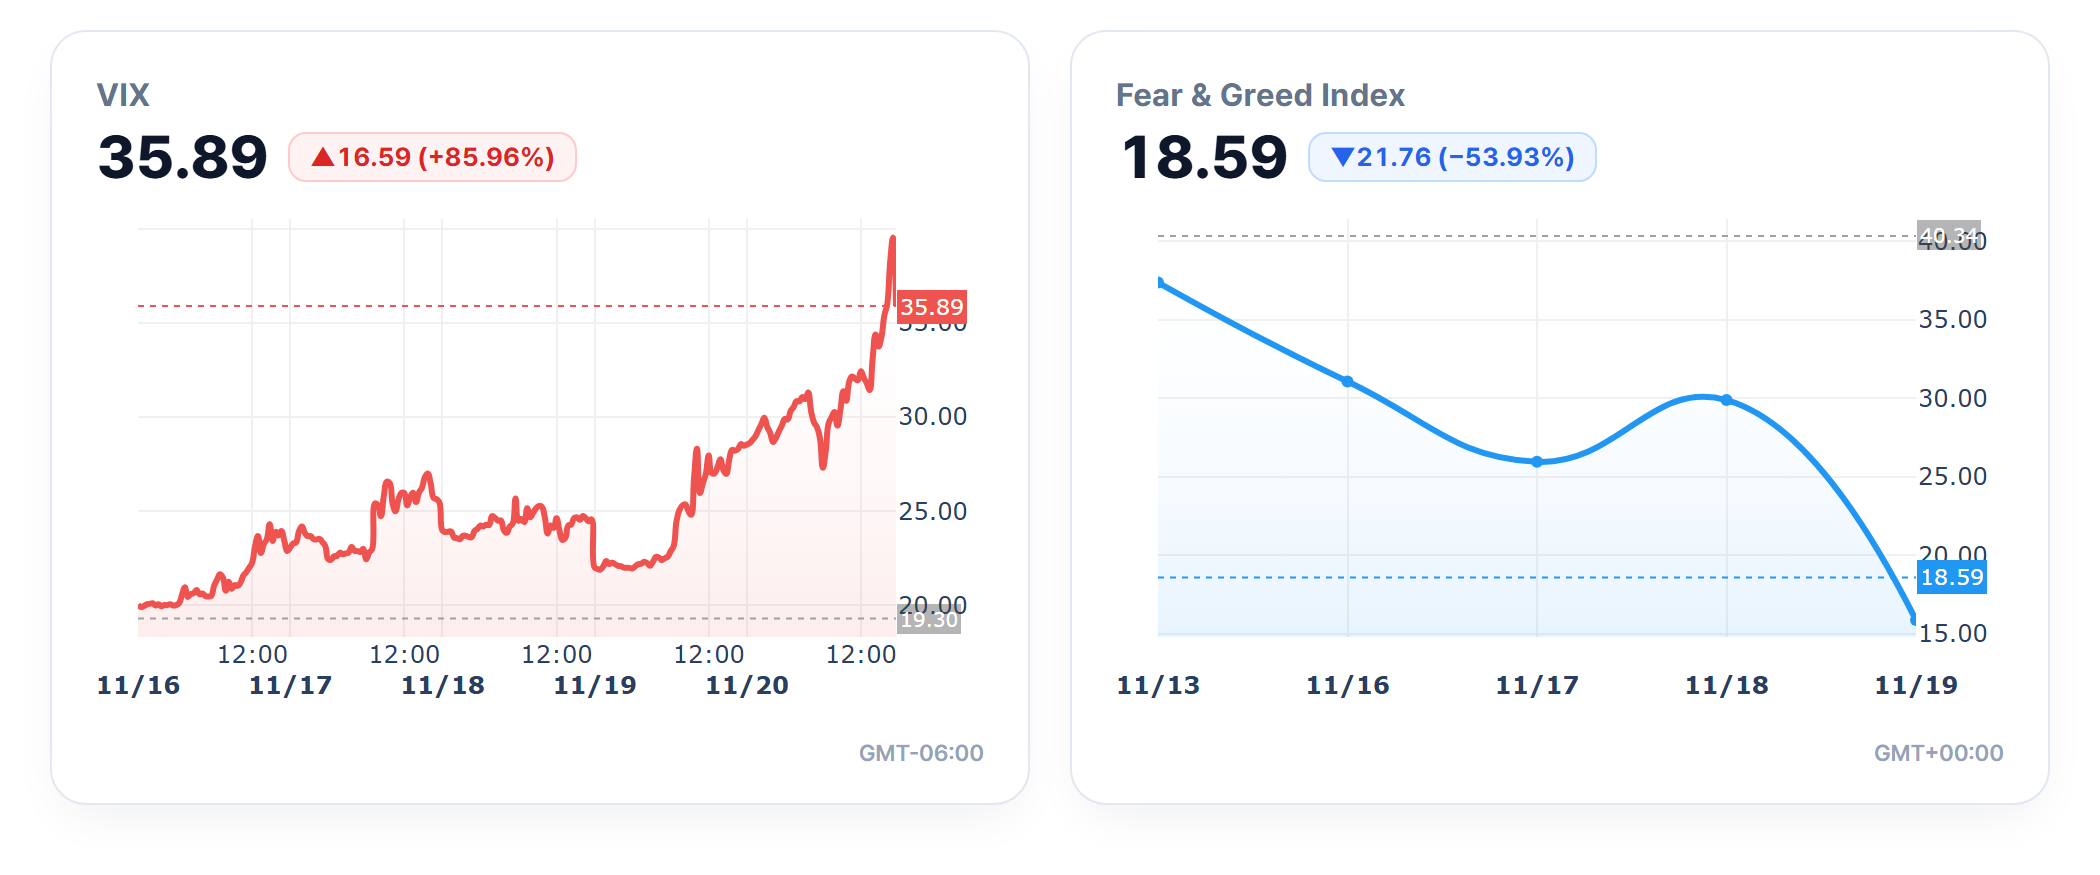 VIX
35.89 ▲16.59 (+85.96%)
35.89
35.00
30.00
25.00
20.00
19.30
12:00 12:00 12:00 12:00 12:00
11/16 11/17 11/18 11/19 11/20
GMT-06:00
Fear & Greed Index
18.59 ▼21.76 (−53.93%)
40.34
40.00
35.00
30.00
25.00
20.00
18.59
15.00
11/13 11/16 11/17 11/18 11/19
GMT+00:00